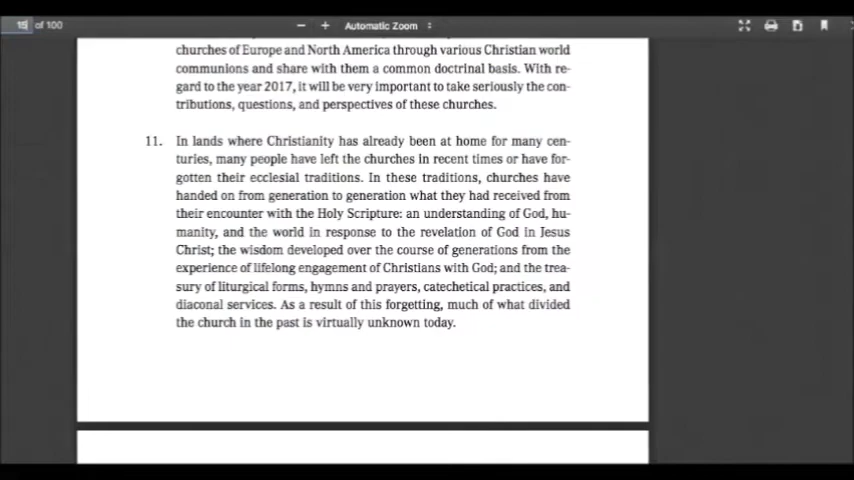 15 of 100
− + Automatic Zoom
churches of Europe and North America through various Christian world
communions and share with them a common doctrinal basis. With re-
gard to the year 2017, it will be very important to take seriously the con-
tributions, questions, and perspectives of these churches.
11. In lands where Christianity has already been at home for many cen-
turies, many people have left the churches in recent times or have for-
gotten their ecclesial traditions. In these traditions, churches have
handed on from generation to generation what they had received from
their encounter with the Holy Scripture: an understanding of God, hu-
manity, and the world in response to the revelation of God in Jesus
Christ; the wisdom developed over the course of generations from the
experience of lifelong engagement of Christians with God; and the trea-
sury of liturgical forms, hymns and prayers, catechetical practices, and
diaconal services. As a result of this forgetting, much of what divided
the church in the past is virtually unknown today.